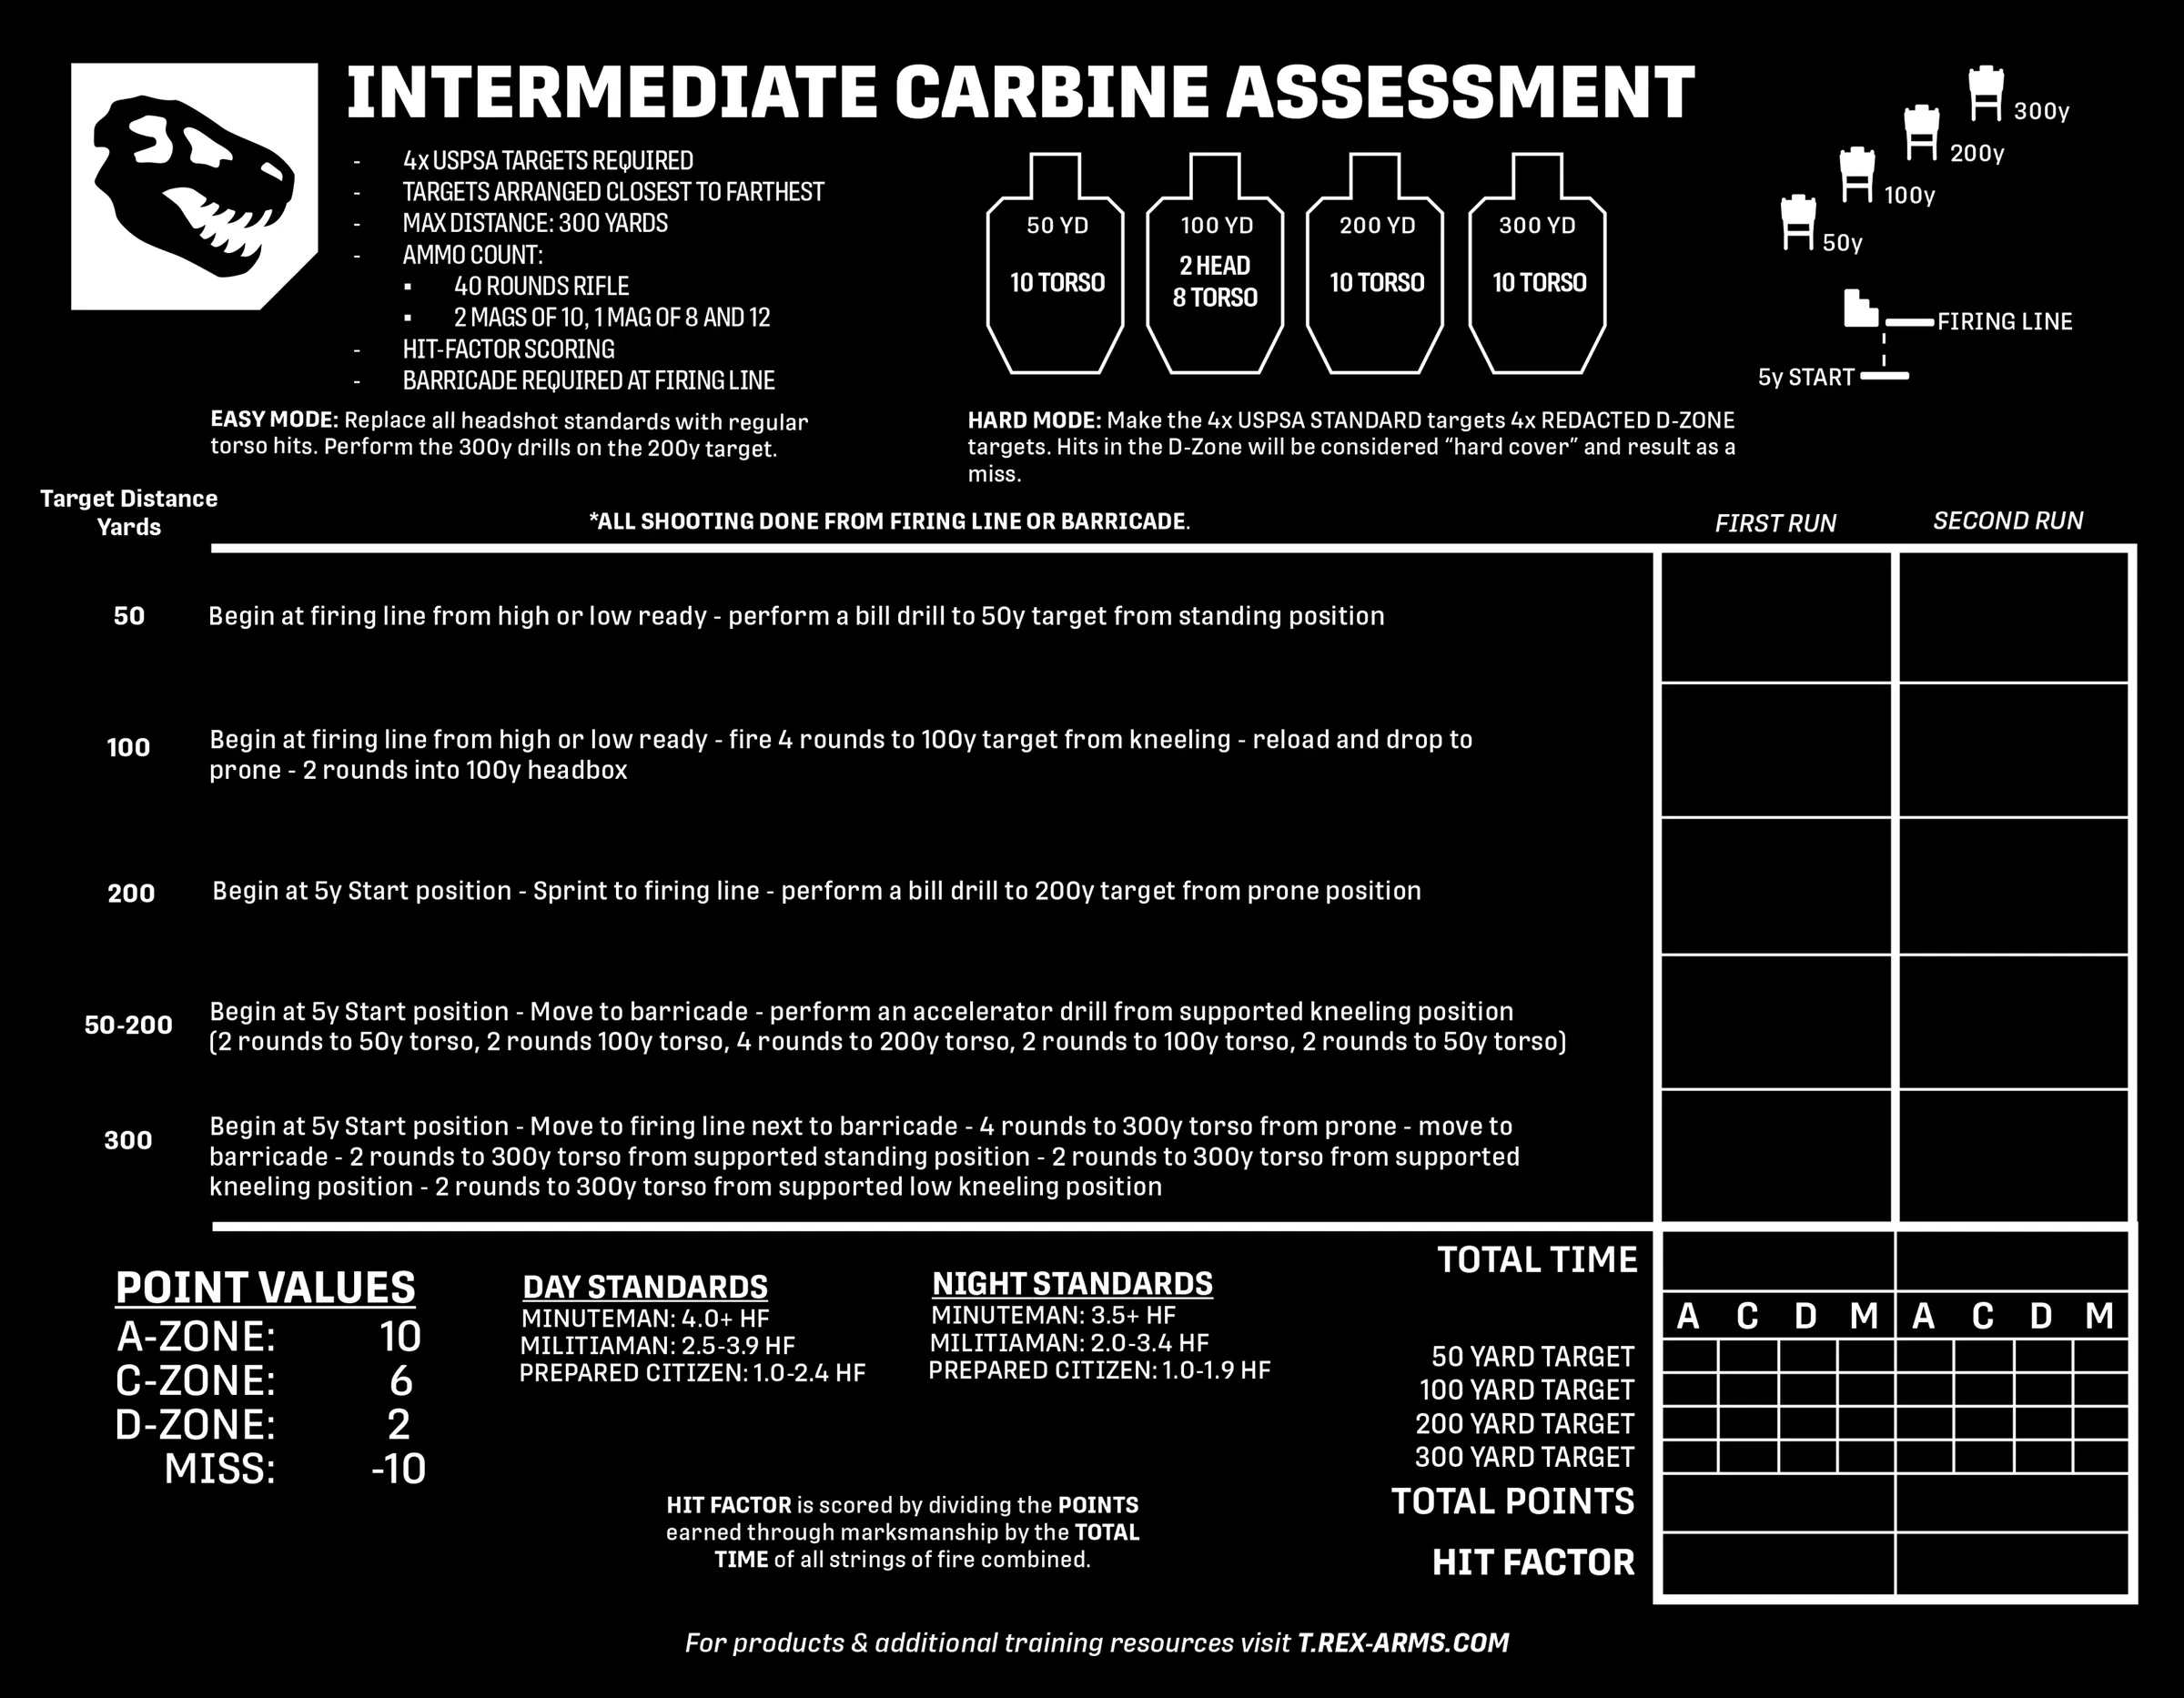 INTERMEDIATE CARBINE ASSESSMENT
- 4x USPSA TARGETS REQUIRED
- TARGETS ARRANGED CLOSEST TO FARTHEST
- MAX DISTANCE: 300 YARDS
- AMMO COUNT:
▪ 40 ROUNDS RIFLE
▪ 2 MAGS OF 10, 1 MAG OF 8 AND 12
- HIT-FACTOR SCORING
- BARRICADE REQUIRED AT FIRING LINE
50 YD
10 TORSO
100 YD
2 HEAD
8 TORSO
200 YD
10 TORSO
300 YD
10 TORSO
300y
200y
100y
50y
FIRING LINE
5y START
EASY MODE: Replace all headshot standards with regular
torso hits. Perform the 300y drills on the 200y target.
HARD MODE: Make the 4x USPSA STANDARD targets 4x REDACTED D-ZONE
targets. Hits in the D-Zone will be considered “hard cover” and result as a
miss.
Target Distance
Yards
*ALL SHOOTING DONE FROM FIRING LINE OR BARRICADE.
FIRST RUN
SECOND RUN
50
Begin at firing line from high or low ready - perform a bill drill to 50y target from standing position
100
Begin at firing line from high or low ready - fire 4 rounds to 100y target from kneeling - reload and drop to
prone - 2 rounds into 100y headbox
200
Begin at 5y Start position - Sprint to firing line - perform a bill drill to 200y target from prone position
50-200
Begin at 5y Start position - Move to barricade - perform an accelerator drill from supported kneeling position
(2 rounds to 50y torso, 2 rounds 100y torso, 4 rounds to 200y torso, 2 rounds to 100y torso, 2 rounds to 50y torso)
300
Begin at 5y Start position - Move to firing line next to barricade - 4 rounds to 300y torso from prone - move to
barricade - 2 rounds to 300y torso from supported standing position - 2 rounds to 300y torso from supported
kneeling position - 2 rounds to 300y torso from supported low kneeling position
POINT VALUES
A-ZONE: 10
C-ZONE: 6
D-ZONE: 2
MISS: -10
DAY STANDARDS
MINUTEMAN: 4.0+ HF
MILITIAMAN: 2.5-3.9 HF
PREPARED CITIZEN: 1.0-2.4 HF
NIGHT STANDARDS
MINUTEMAN: 3.5+ HF
MILITIAMAN: 2.0-3.4 HF
PREPARED CITIZEN: 1.0-1.9 HF
HIT FACTOR is scored by dividing the POINTS
earned through marksmanship by the TOTAL
TIME of all strings of fire combined.
TOTAL TIME
A C D M A C D M
50 YARD TARGET
100 YARD TARGET
200 YARD TARGET
300 YARD TARGET
TOTAL POINTS
HIT FACTOR
For products & additional training resources visit T.REX-ARMS.COM